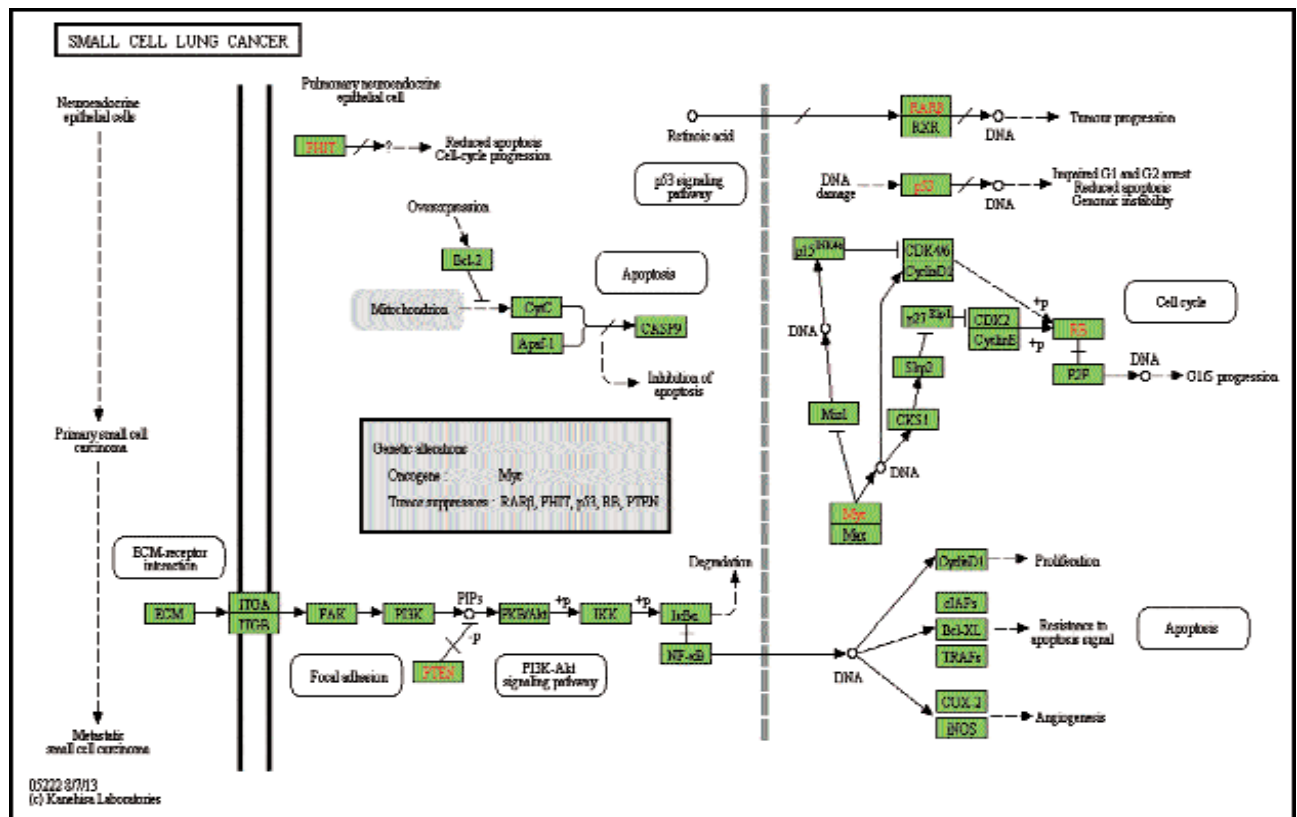 SMALL CELL LUNG CANCER
Neuroendocrine
epithelial cells
Pulmonary neuroendocrine
epithelial cell
FHIT
?
Reduced apoptosis
Cell-cycle progression
Retinoic acid
RARβ
RXR
DNA
Tumour progression
p53 signaling
pathway
DNA
damage
p53
DNA
Impaired G1 and G2 arrest
Reduced apoptosis
Genomic instability
Overexpression
Bcl-2
Apoptosis
Mitochondrion
CytC
Apaf-1
CASP9
Inhibition of
apoptosis
p15INK4b
CDK4/6
CyclinD1
+p
Cell cycle
DNA
p27Kip1
CDK2
CyclinE
+p
RB
Skp2
E2F
DNA
G1/S progression
Miz1
CKS1
DNA
Myc
Max
Primary small cell
carcinoma
Genetic alterations
Oncogene : Myc
Tumor suppressors : RARβ, FHIT, p53, RB, PTEN
ECM-receptor
interaction
Degradation
CyclinD1
Proliferation
ECM
ITGA
ITGB
FAK
PI3K
PIPs
PKB/Akt
+p
IKK
+p
IκBα
cIAPs
Bcl-XL
TRAFs
Resistance to
apoptosis signal
Apoptosis
-p
PTEN
Focal adhesion
PI3K-Akt
signaling pathway
NF-κB
DNA
COX-2
iNOS
Angiogenesis
Metastatic
small cell carcinoma
05222 8/7/13
(c) Kanehisa Laboratories